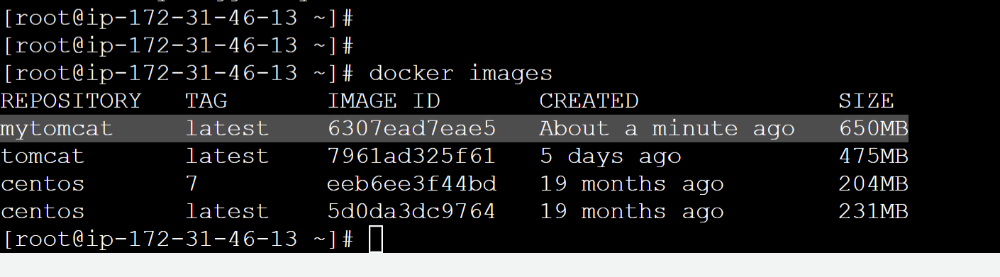 [root@ip-172-31-46-13 ~]#
[root@ip-172-31-46-13 ~]#
[root@ip-172-31-46-13 ~]# docker images
REPOSITORY   TAG       IMAGE ID       CREATED              SIZE
mytomcat     latest    6307ead7eae5   About a minute ago   650MB
tomcat       latest    7961ad325f61   5 days ago           475MB
centos       7         eeb6ee3f44bd   19 months ago        204MB
centos       latest    5d0da3dc9764   19 months ago        231MB
[root@ip-172-31-46-13 ~]#